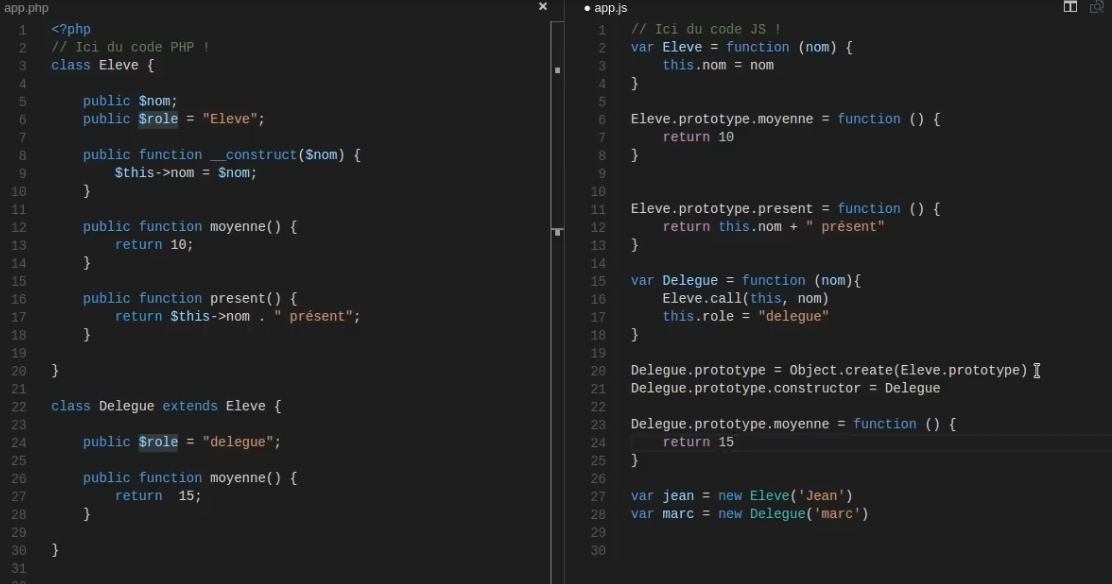 app.php
1 <?php
2 // Ici du code PHP !
3 class Eleve {
4
5     public $nom;
6     public $role = "Eleve";
7
8     public function __construct($nom) {
9         $this->nom = $nom;
10     }
11
12     public function moyenne() {
13         return 10;
14     }
15
16     public function present() {
17         return $this->nom . " présent";
18     }
19
20 }
21
22 class Delegue extends Eleve {
23
24     public $role = "delegue";
25
26     public function moyenne() {
27         return  15;
28     }
29
30 }
31
● app.js
1 // Ici du code JS !
2 var Eleve = function (nom) {
3     this.nom = nom
4 }
5
6 Eleve.prototype.moyenne = function () {
7     return 10
8 }
9
10
11 Eleve.prototype.present = function () {
12     return this.nom + " présent"
13 }
14
15 var Delegue = function (nom){
16     Eleve.call(this, nom)
17     this.role = "delegue"
18 }
19
20 Delegue.prototype = Object.create(Eleve.prototype)
21 Delegue.prototype.constructor = Delegue
22
23 Delegue.prototype.moyenne = function () {
24     return 15
25 }
26
27 var jean = new Eleve('Jean')
28 var marc = new Delegue('marc')
29
30